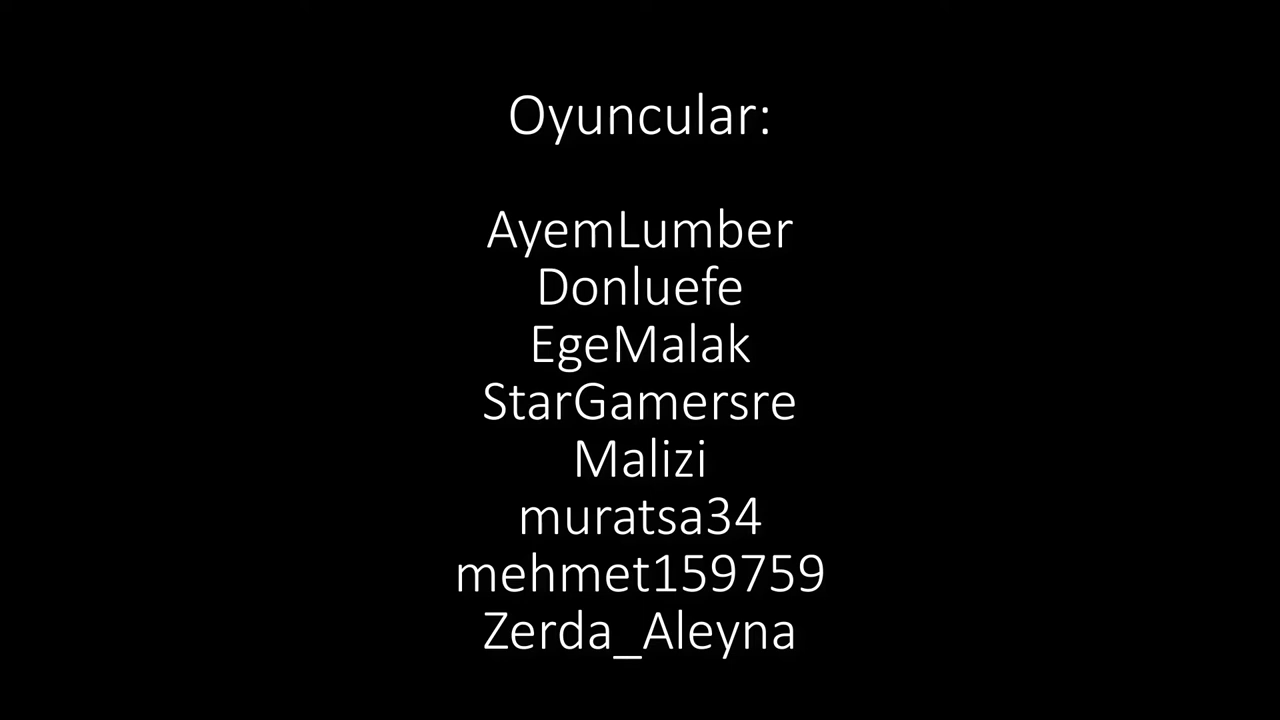 Oyuncular:
AyemLumber
Donluefe
EgeMalak
StarGamersre
Malizi
muratsa34
mehmet159759
Zerda_Aleyna